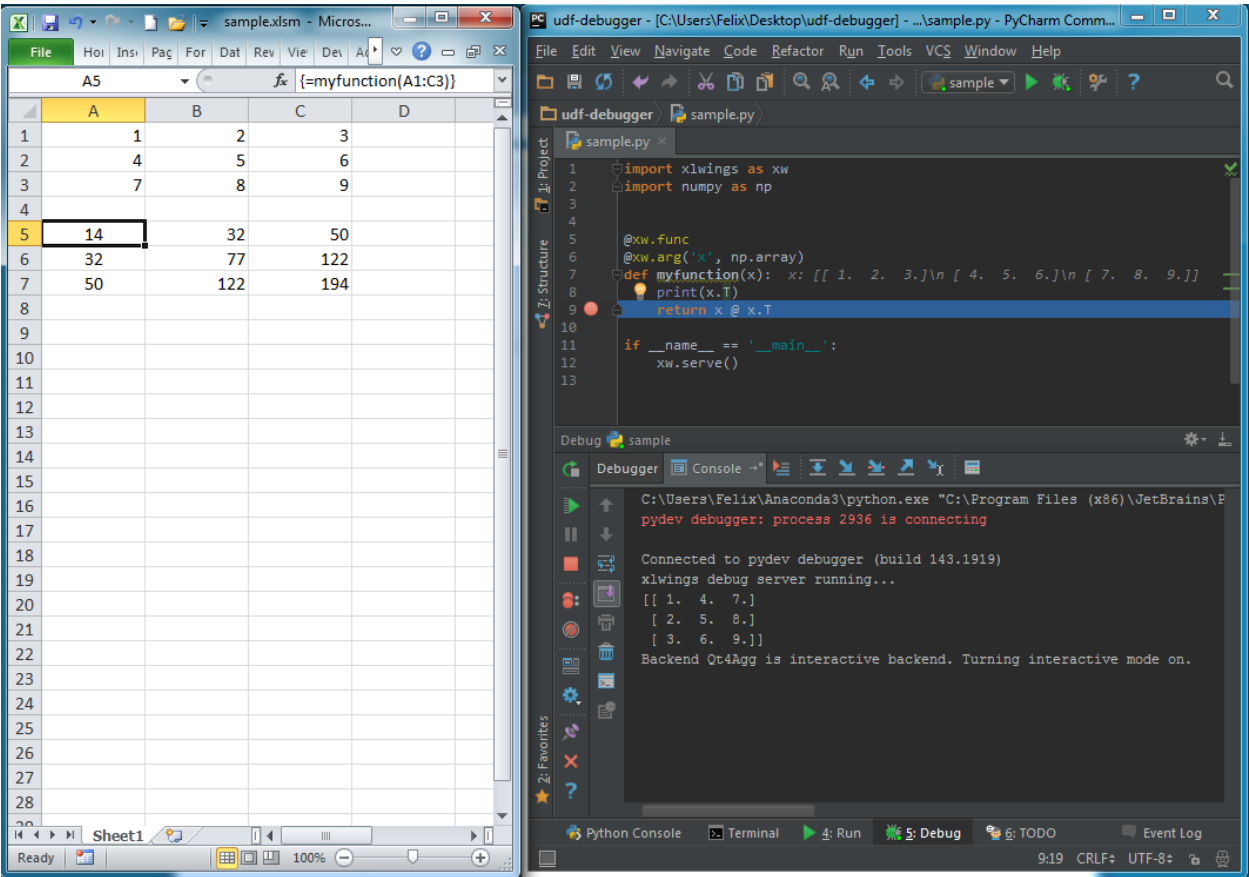 sample.xlsm - Micros...
File Hoı Insı Pag For Dat Rev Vie Dev Ac
A5 fx {=myfunction(A1:C3)}
A B C D
1 1 2 3
2 4 5 6
3 7 8 9
4
5 14 32 50
6 32 77 122
7 50 122 194
8
9
10
11
12
13
14
15
16
17
18
19
20
21
22
23
24
25
26
27
28
Sheet1
Ready 100%
PC udf-debugger - [C:\Users\Felix\Desktop\udf-debugger] - ...\sample.py - PyCharm Comm...
File Edit View Navigate Code Refactor Run Tools VCS Window Help
sample
udf-debugger sample.py
sample.py
1: Project
7: Structure
2: Favorites
1 import xlwings as xw
2 import numpy as np
3
4
5 @xw.func
6 @xw.arg('x', np.array)
7 def myfunction(x): x: [[ 1. 2. 3.]\n [ 4. 5. 6.]\n [ 7. 8. 9.]]
8 print(x.T)
9 return x @ x.T
10
11 if __name__ == '__main__':
12 xw.serve()
13
Debug sample
Debugger Console
C:\Users\Felix\Anaconda3\python.exe "C:\Program Files (x86)\JetBrains\P
pydev debugger: process 2936 is connecting
Connected to pydev debugger (build 143.1919)
xlwings debug server running...
[[ 1. 4. 7.]
[ 2. 5. 8.]
[ 3. 6. 9.]]
Backend Qt4Agg is interactive backend. Turning interactive mode on.
Python Console Terminal 4: Run 5: Debug 6: TODO Event Log
9:19 CRLF UTF-8